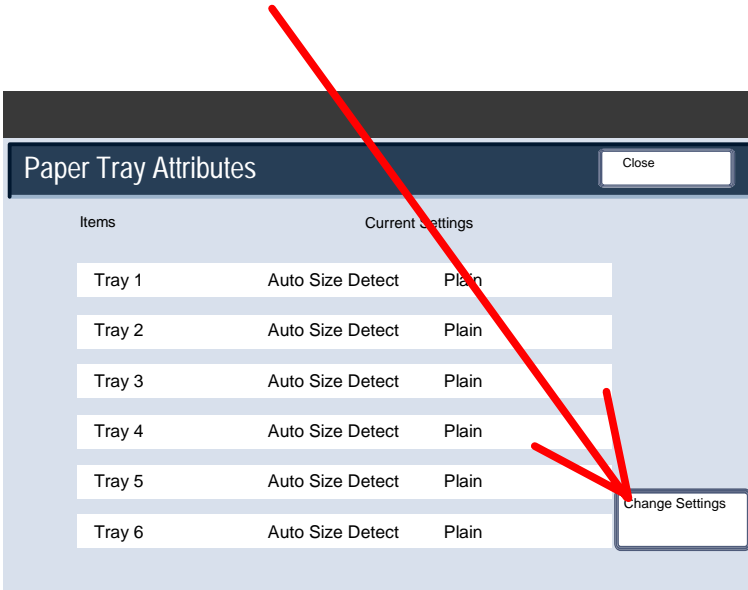 Paper Tray Attributes Close
Items Current Settings
Tray 1 Auto Size Detect Plain
Tray 2 Auto Size Detect Plain
Tray 3 Auto Size Detect Plain
Tray 4 Auto Size Detect Plain
Tray 5 Auto Size Detect Plain
Change Settings
Tray 6 Auto Size Detect Plain